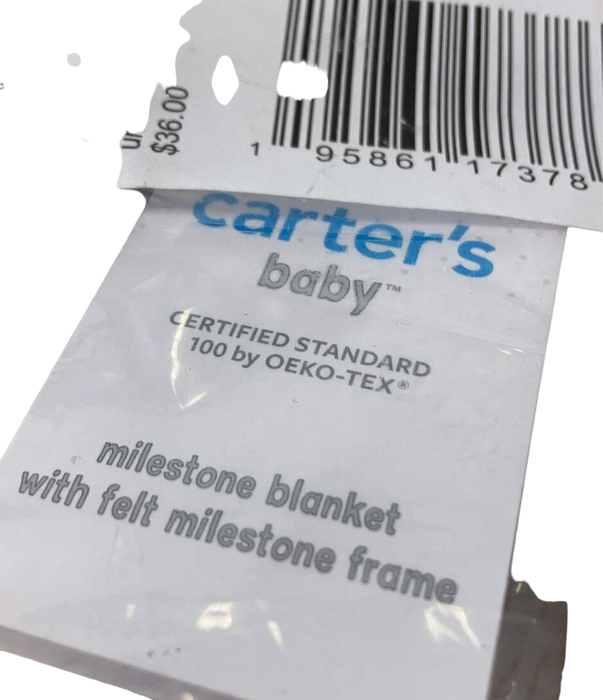 $36.00
1 95861 17378
carter's
baby™
CERTIFIED STANDARD
100 by OEKO-TEX®
milestone blanket
with felt milestone frame